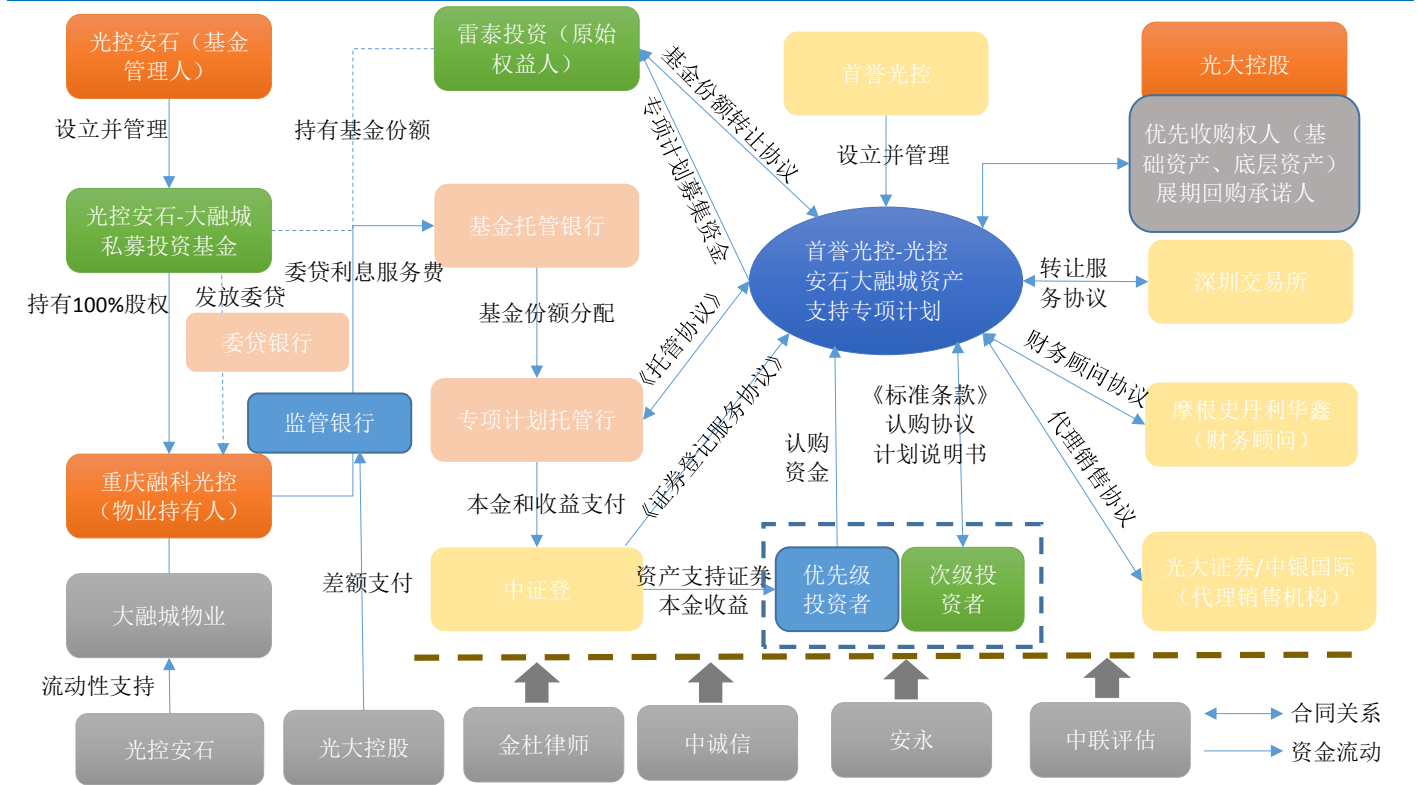 光控安石（基金
管理人）
雷泰投资（原始
权益人）
首誉光控
光大控股
设立并管理
持有基金份额
基金份额转让协议
专项计划募集资金
设立并管理
优先收购权人（基
础资产、底层资产）
展期回购承诺人
光控安石-大融城
私募投资基金
基金托管银行
首誉光控-光控
安石大融城资产
支持专项计划
转让服
务协议
深圳交易所
委贷利息服务费
持有100%股权
发放委贷
基金份额分配
委贷银行
《托管协议》
财务顾问协议
监管银行
专项计划托管行
《证券登记服务协议》
认购
资金
《标准条款》
认购协议
计划说明书
代理销售协议
摩根史丹利华鑫
（财务顾问）
重庆融科光控
（物业持有人）
本金和收益支付
差额支付
大融城物业
中证登
资产支持证券
本金收益
优先级
投资者
次级投
资者
光大证券/中银国际
（代理销售机构）
流动性支持
光控安石
光大控股
金杜律师
中诚信
安永
中联评估
合同关系
资金流动